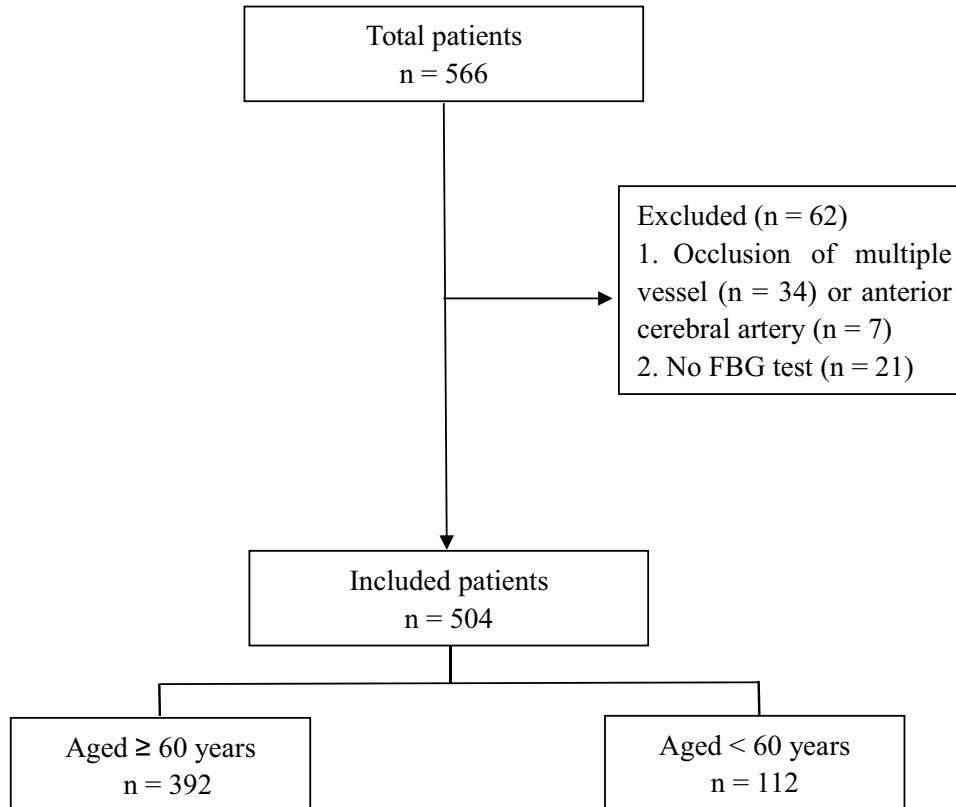 Total patients
n = 566
Excluded (n = 62)
1. Occlusion of multiple
vessel (n = 34) or anterior
cerebral artery (n = 7)
2. No FBG test (n = 21)
Included patients
n = 504
Aged ≥ 60 years
n = 392
Aged < 60 years
n = 112